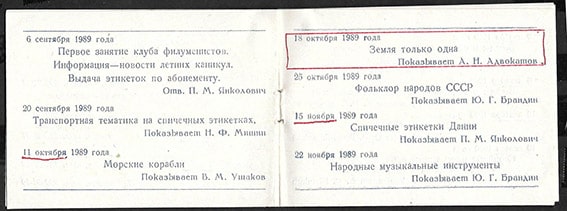 6 сентября 1989 года
Первое занятие клуба филуменистов.
Информация—новости летних каникул.
Выдача этикеток по абонементу.
Отв. П. М. Янколович
20 сентября 1989 года
Транспортная тематика на спичечных этикетках,
Показывает Н. Ф. Мишин
11 октября 1989 года
Морские корабли
Показывает В. М. Ушаков
18 октября 1989 года
Земля только одна
Показывает А. Н. Адвокатов
25 октября 1989 года
Фольклор народов СССР
Показывает Ю. Г. Брандин
15 ноября 1989 года
Спичечные этикетки Дании
Показывает П. М. Янколович
22 ноября 1989 года
Народные музыкальные инструменты
Показывает Ю. Г. Брандин